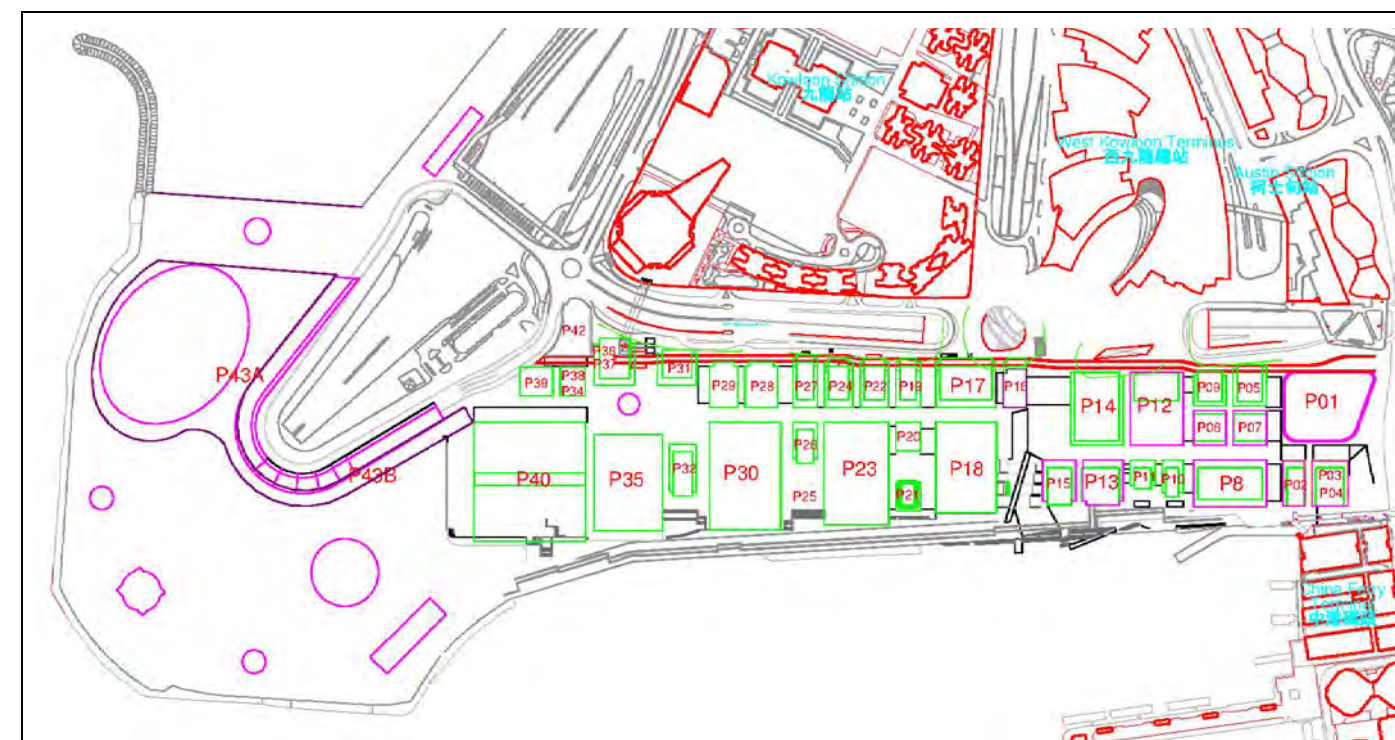 Kowloon Station
九龍站
West Kowloon Terminus
西九龍總站
Austin Station
柯士甸站
P42
P36
P37
P43A
P39
P38
P34
P31
P29
P28
P27
P24
P22
P19
P17
P16
P14
P12
P09
P05
P01
P06
P07
P26
P20
P43B
P40
P35
P32
P30
P25
P23
P21
P18
P15
P13
P11
P10
P8
P02
P03
P04
China Ferry
Terminal
中港碼頭